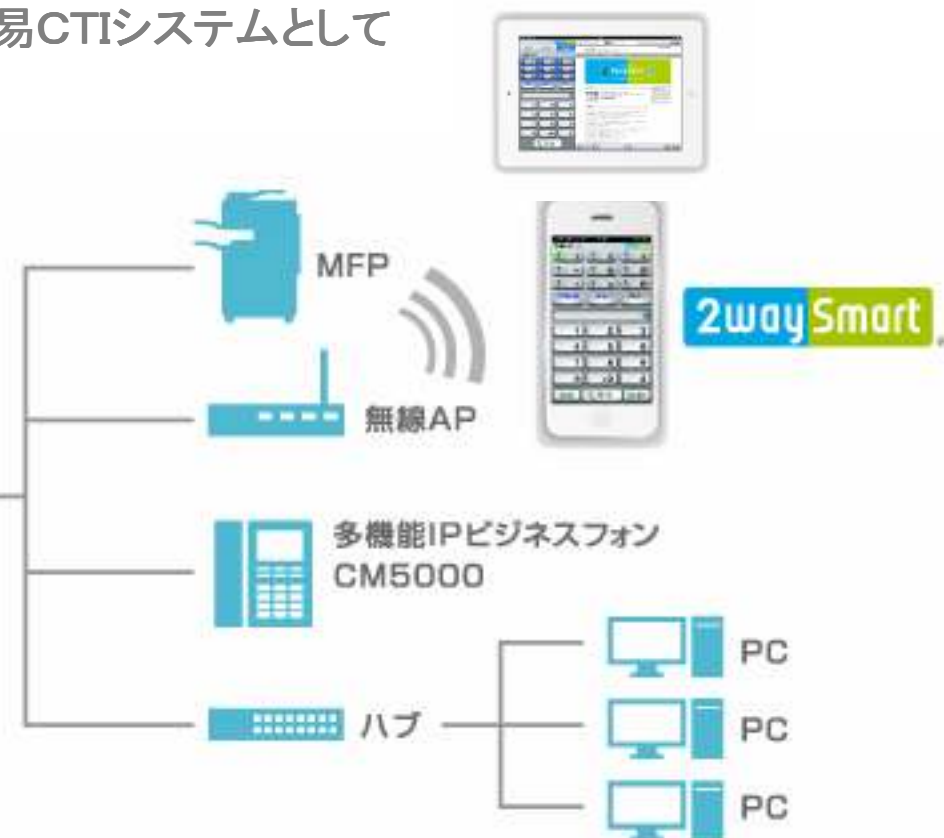 易CTIシステムとして
MFP
2waySmart
無線AP
多機能IPビジネスフォン
CM5000
PC
ハブ
PC
PC